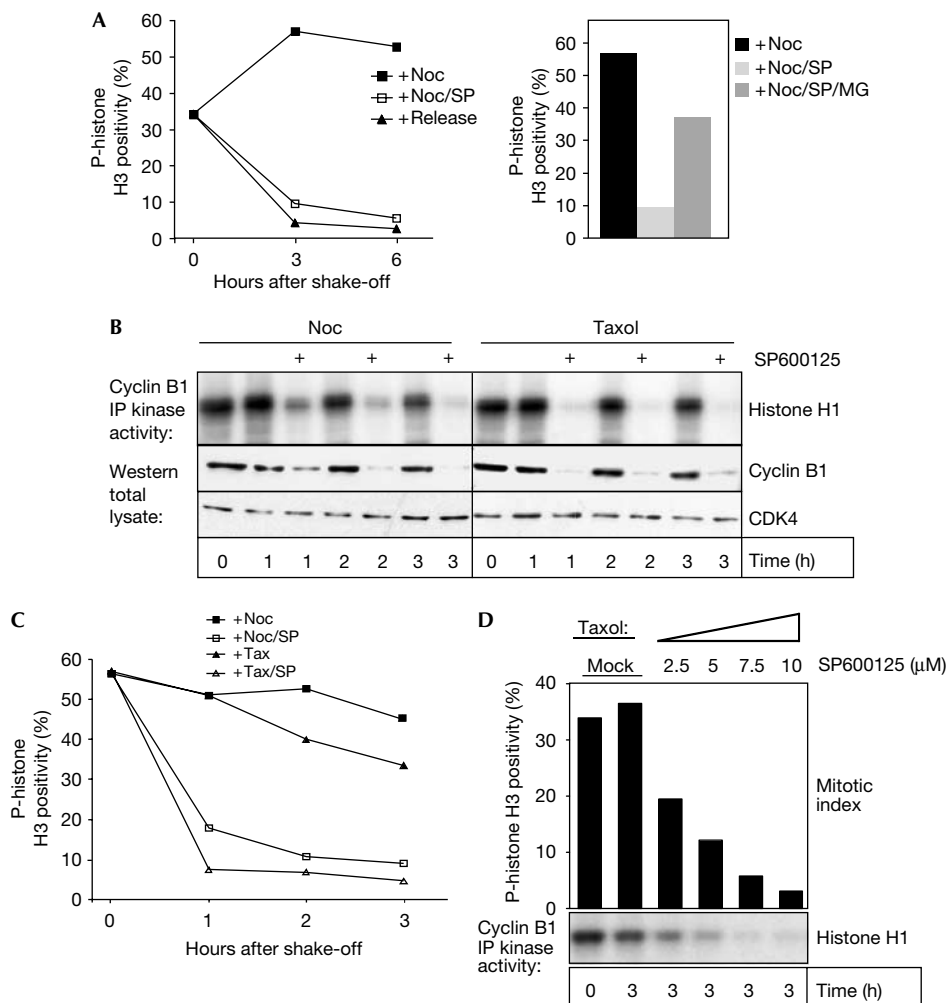 A
P-histone
H3 positivity (%)
60
50
40
30
20
10
0
0 3 6
Hours after shake-off
+Noc
+Noc/SP
+Release
P-histone
H3 positivity (%)
60
50
40
30
20
10
0
+Noc
+Noc/SP
+Noc/SP/MG
B
Noc Taxol
+ + + + + + SP600125
Cyclin B1
IP kinase
activity:
Histone H1
Western
total
lysate:
Cyclin B1
CDK4
0 1 1 2 2 3 3 0 1 1 2 2 3 3 Time (h)
C
+Noc
+Noc/SP
+Tax
+Tax/SP
P-histone
H3 positivity (%)
60
50
40
30
20
10
0
0 1 2 3
Hours after shake-off
D
Taxol:
Mock 2.5 5 7.5 10 SP600125 (μM)
P-histone H3 positivity (%)
40
30
20
10
0
Mitotic
index
Cyclin B1
IP kinase
activity:
Histone H1
0 3 3 3 3 3 Time (h)